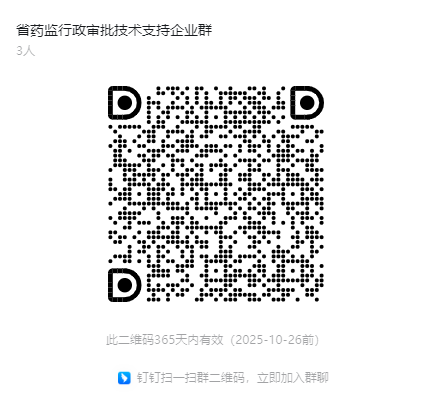 省药监行政审批技术支持企业群
3人
此二维码365天内有效（2025-10-26前）
钉钉扫一扫群二维码，立即加入群聊